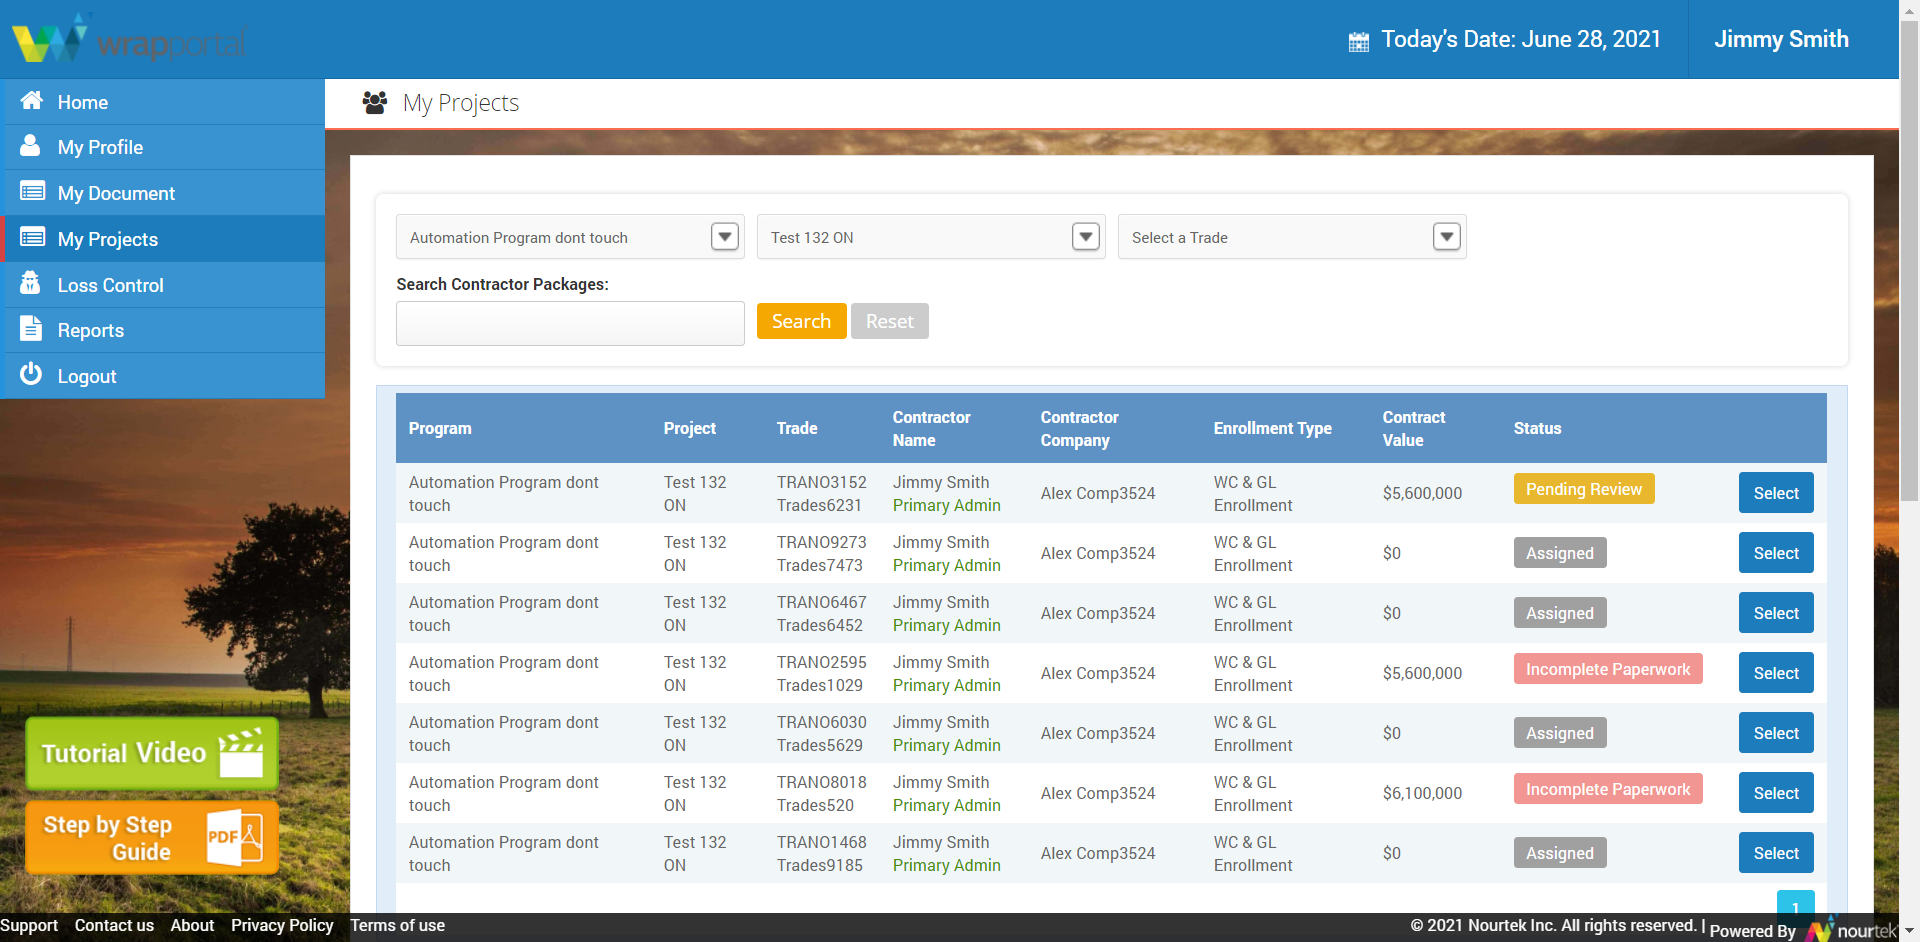 wrapportal
Today's Date: June 28, 2021
Jimmy Smith
Home
My Profile
My Document
My Projects
Loss Control
Reports
Logout
Tutorial Video
Step by Step
Guide
PDF
My Projects
Automation Program dont touch
Test 132 ON
Select a Trade
Search Contractor Packages:
Search
Reset
Program
Project
Trade
Contractor
Name
Contractor
Company
Enrollment Type
Contract
Value
Status
Automation Program dont
touch
Test 132
ON
TRANO3152
Trades6231
Jimmy Smith
Primary Admin
Alex Comp3524
WC & GL
Enrollment
$5,600,000
Pending Review
Select
Automation Program dont
touch
Test 132
ON
TRANO9273
Trades7473
Jimmy Smith
Primary Admin
Alex Comp3524
WC & GL
Enrollment
$0
Assigned
Select
Automation Program dont
touch
Test 132
ON
TRANO6467
Trades6452
Jimmy Smith
Primary Admin
Alex Comp3524
WC & GL
Enrollment
$0
Assigned
Select
Automation Program dont
touch
Test 132
ON
TRANO2595
Trades1029
Jimmy Smith
Primary Admin
Alex Comp3524
WC & GL
Enrollment
$5,600,000
Incomplete Paperwork
Select
Automation Program dont
touch
Test 132
ON
TRANO6030
Trades5629
Jimmy Smith
Primary Admin
Alex Comp3524
WC & GL
Enrollment
$0
Assigned
Select
Automation Program dont
touch
Test 132
ON
TRANO8018
Trades520
Jimmy Smith
Primary Admin
Alex Comp3524
WC & GL
Enrollment
$6,100,000
Incomplete Paperwork
Select
Automation Program dont
touch
Test 132
ON
TRANO1468
Trades9185
Jimmy Smith
Primary Admin
Alex Comp3524
WC & GL
Enrollment
$0
Assigned
Select
1
Support Contact us About Privacy Policy Terms of use
© 2021 Nourtek Inc. All rights reserved. | Powered By nourtek